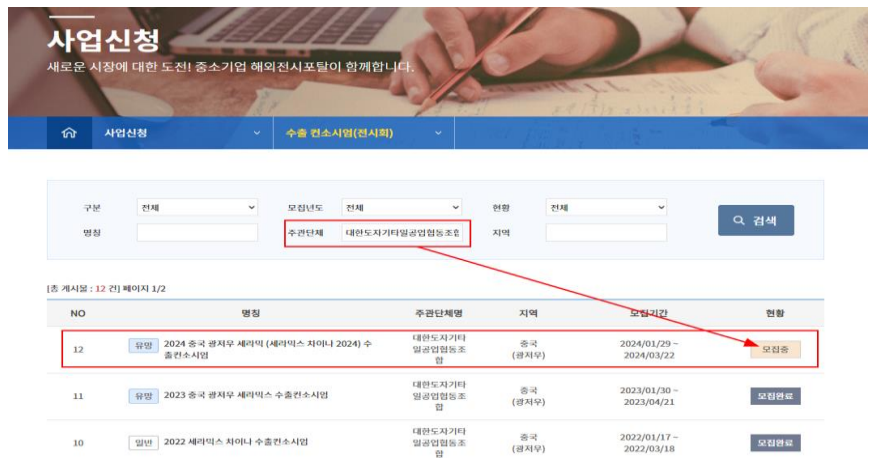 사업신청
새로운 시장에 대한 도전! 중소기업 해외전시포탈이 함께합니다.
사업신청 수출 컨소시엄(전시회)
구분 전체 모집년도 전체 현황 전체
검색
명칭 주관단체 대한도자기타일공업협동조합 지역
[총 게시물 : 12 건] 페이지 1/2
NO 명칭 주관단체명 지역 모집기간 현황
12 유망 2024 중국 광저우 세라믹 (세라믹스 차이나 2024) 수출컨소시엄 대한도자기타일공업협동조합 중국 (광저우) 2024/01/29 ~ 2024/03/22 모집중
11 유망 2023 중국 광저우 세라믹스 수출컨소시엄 대한도자기타일공업협동조합 중국 (광저우) 2023/01/30 ~ 2023/04/21 모집완료
10 일반 2022 세라믹스 차이나 수출컨소시엄 대한도자기타일공업협동조합 중국 (광저우) 2022/01/17 ~ 2022/03/18 모집완료